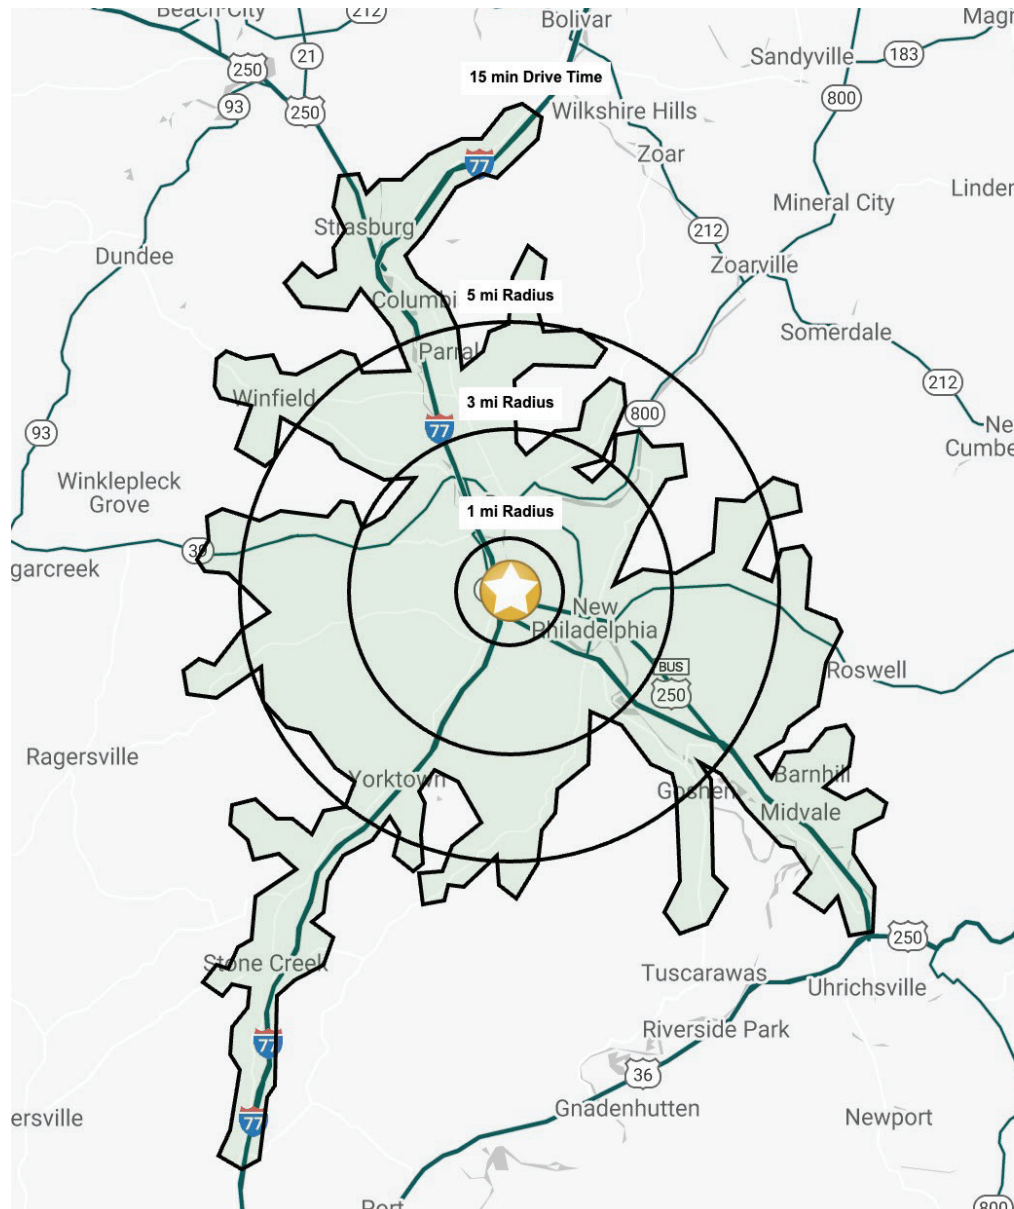 Beach City
212
Bolivar
Magn
21
Sandyville
183
250
15 min Drive Time
93
250
Wilkshire Hills
800
77
Zoar
Mineral City
Linden
Strasburg
212
Dundee
Zoarville
Columbi
5 mi Radius
Somerdale
Parral
212
Winfield
3 mi Radius
800
77
93
Ne
Cumbe
Winklepleck
Grove
1 mi Radius
39
garcreek
New
Philadelphia
BUS
250
Roswell
Ragersville
Yorktown
Goshen
Barnhill
Midvale
250
Stone Creek
Tuscarawas
Uhrichsville
77
Riverside Park
36
Gnadenhutten
77
ersville
Newport
Port
800